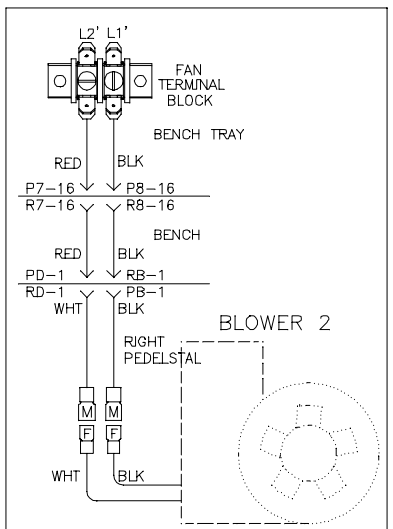 L2' L1'
FAN
TERMINAL
BLOCK
BENCH TRAY
RED BLK
P7-16 P8-16
R7-16 R8-16
BENCH
RED BLK
PD-1 RB-1
RD-1 PB-1
WHT BLK
BLOWER 2
RIGHT
PEDELSTAL
M M
F F
WHT BLK